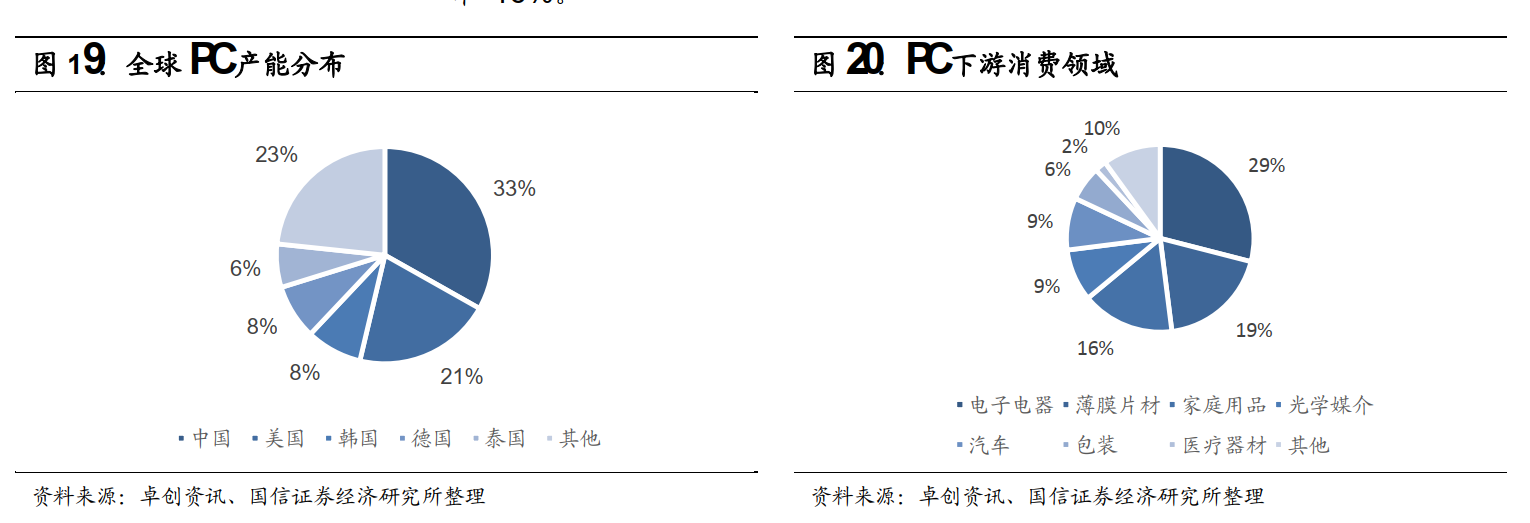 图 19. 全球 PC 产能分布
23%
33%
6%
8%
8%
21%
中国 美国 韩国 德国 泰国 其他
资料来源：卓创资讯、国信证券经济研究所整理
图 20. PC 下游消费领域
10%
2%
6%
29%
9%
9%
19%
16%
电子电器 薄膜片材 家庭用品 光学媒介
汽车 包装 医疗器材 其他
资料来源：卓创资讯、国信证券经济研究所整理